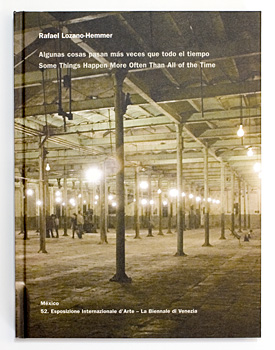 Rafael Lozano-Hemmer
Algunas cosas pasan más veces que todo el tiempo
Some Things Happen More Often Than All of the Time
México
52. Esposizione Internazionale d'Arte – La Biennale di Venezia